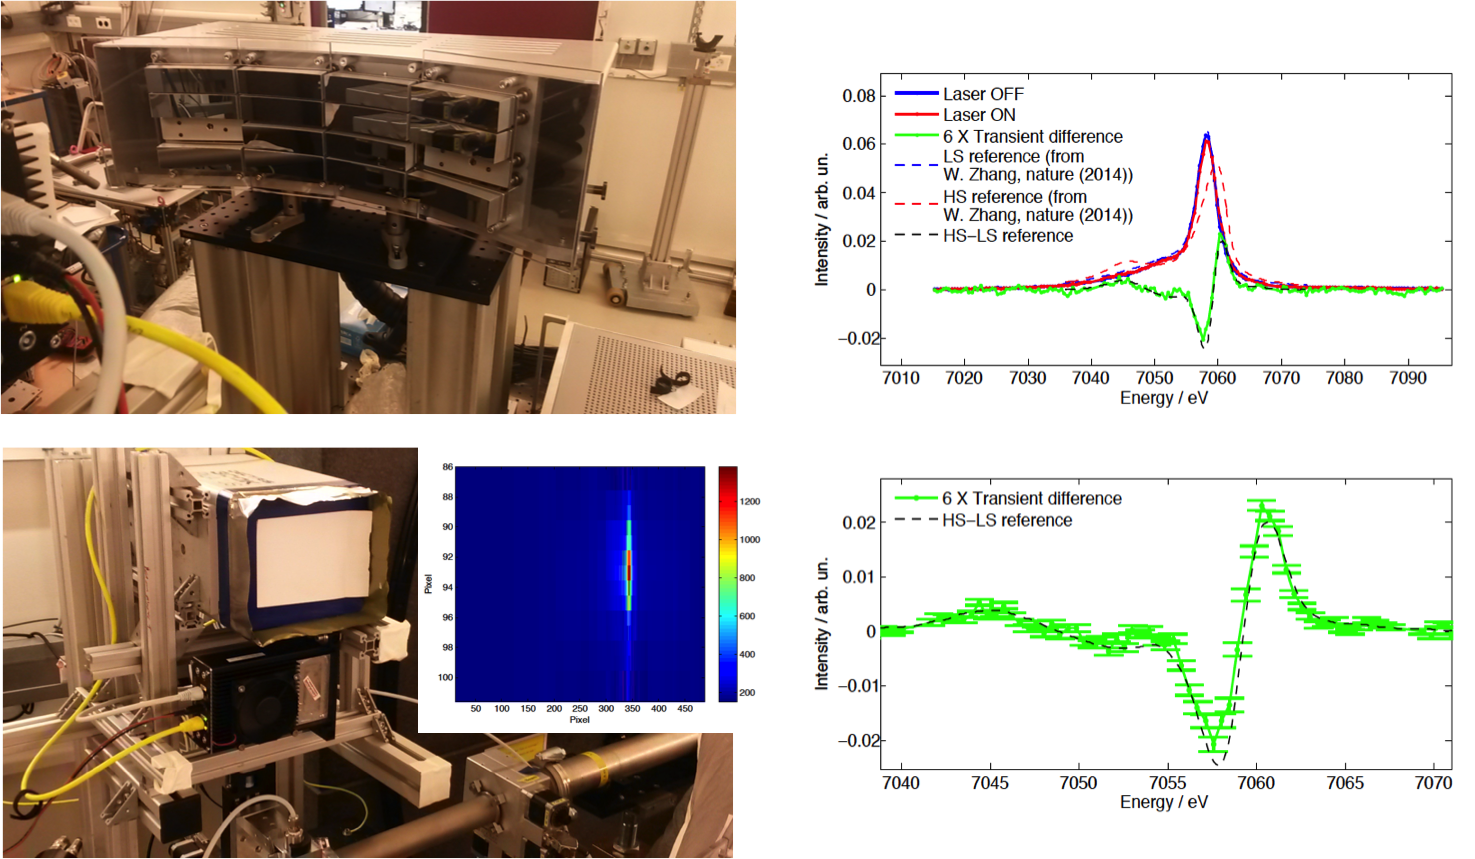 0.08
0.06
0.04
0.02
0
−0.02
Intensity / arb. un.
Laser OFF
Laser ON
6 X Transient difference
LS reference (from
W. Zhang, nature (2014))
HS reference (from
W. Zhang, nature (2014))
HS−LS reference
7010 7020 7030 7040 7050 7060 7070 7080 7090
Energy / eV
86
88
90
92
94
96
98
100
Pixel
50 100 150 200 250 300 350 400 450
Pixel
1200
1000
800
600
400
200
0.02
0.01
0
−0.01
−0.02
Intensity / arb. un.
6 X Transient difference
HS−LS reference
7040 7045 7050 7055 7060 7065 7070
Energy / eV